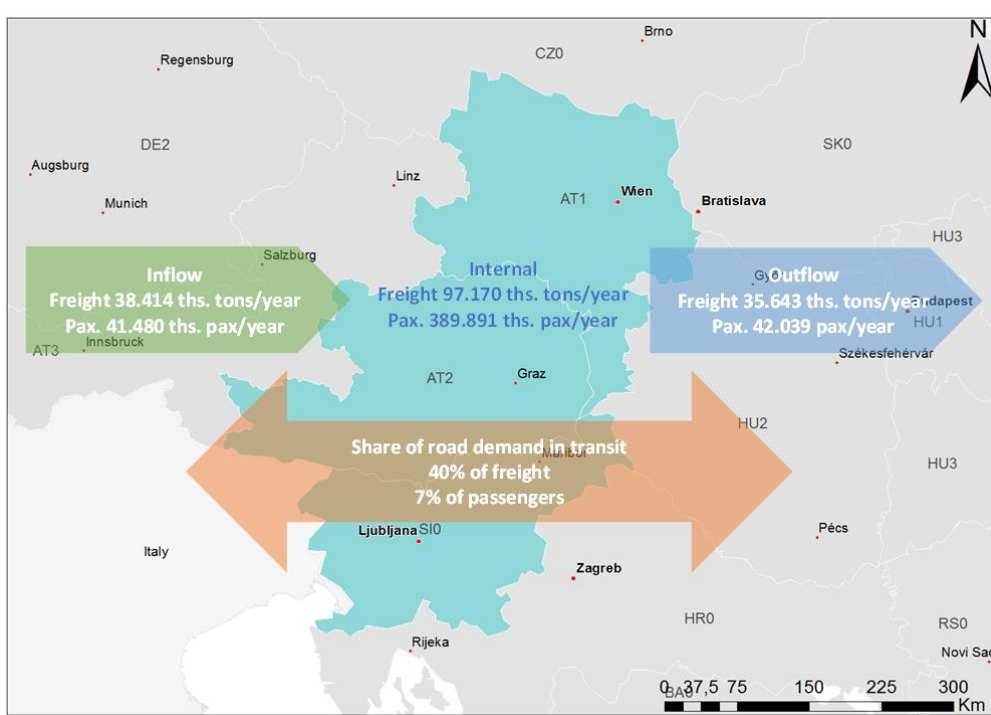 Brno
N
CZ0
Regensburg
DE2
SK0
Augsburg
Linz
Munich
AT1
Wien
Bratislava
HU3
Salzburg
Inflow
Freight 38.414 ths. tons/year
Pax. 41.480 ths. pax/year
Internal
Freight 97.170 ths. tons/year
Pax. 389.891 ths. pax/year
Outflow
Freight 35.643 ths. tons/year
Pax. 42.039 pax/year
Győr
Budapest
HU1
AT3
Innsbruck
Székesfehérvár
AT2
Graz
HU2
Share of road demand in transit
40% of freight
7% of passengers
Maribor
HU3
Ljubljana
SI0
Pécs
Italy
Zagreb
HR0
RS0
Rijeka
Novi Sad
BA0
0 37,5 75 150 225 300
Km